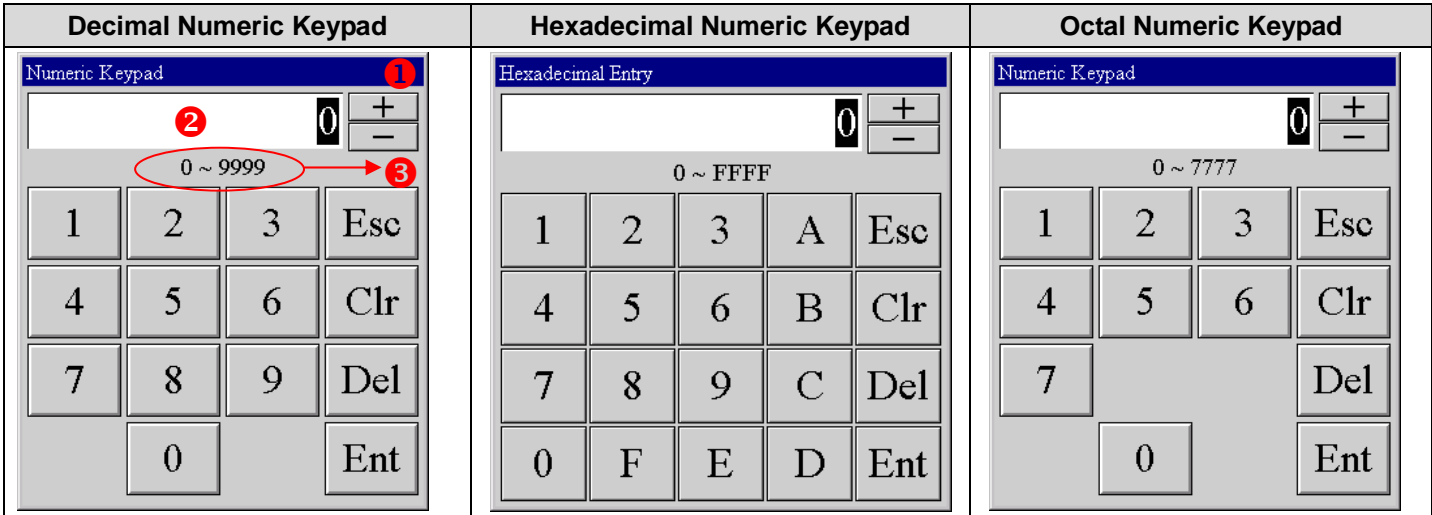 Decimal Numeric Keypad
Numeric Keypad ❶
❷ 0 +
−
0 ~ 9999 ❸
1 2 3 Esc
4 5 6 Clr
7 8 9 Del
0 Ent
Hexadecimal Numeric Keypad
Hexadecimal Entry
0 +
−
0 ~ FFFF
1 2 3 A Esc
4 5 6 B Clr
7 8 9 C Del
0 F E D Ent
Octal Numeric Keypad
Numeric Keypad
0 +
−
0 ~ 7777
1 2 3 Esc
4 5 6 Clr
7 Del
0 Ent